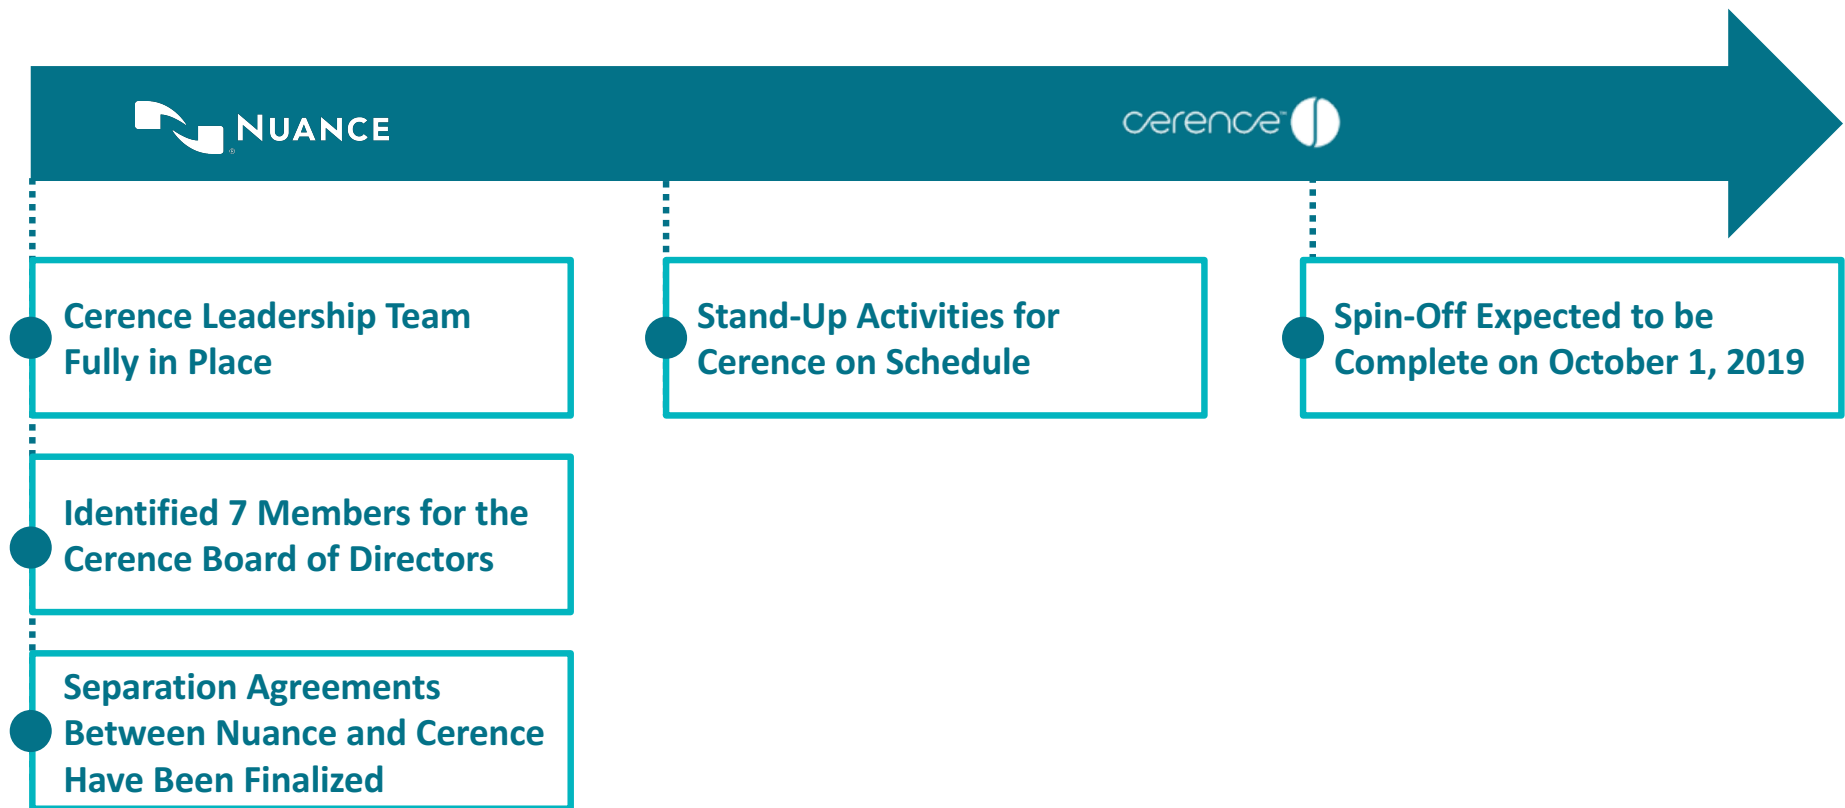 NUANCE
®
cerence™
Cerence Leadership Team
Fully in Place
Identified 7 Members for the
Cerence Board of Directors
Separation Agreements
Between Nuance and Cerence
Have Been Finalized
Stand-Up Activities for
Cerence on Schedule
Spin-Off Expected to be
Complete on October 1, 2019